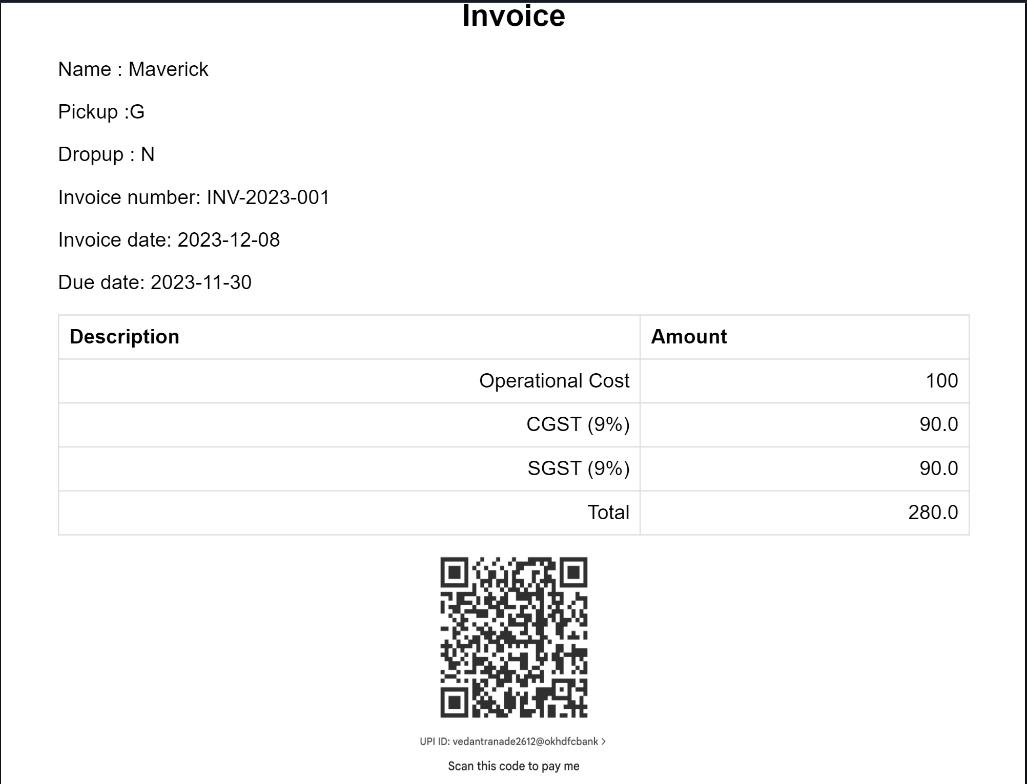 Invoice
Name : Maverick
Pickup :G
Dropup : N
Invoice number: INV-2023-001
Invoice date: 2023-12-08
Due date: 2023-11-30
Description Amount
Operational Cost 100
CGST (9%) 90.0
SGST (9%) 90.0
Total 280.0
UPI ID: vedantranade2612@okhdfcbank >
Scan this code to pay me